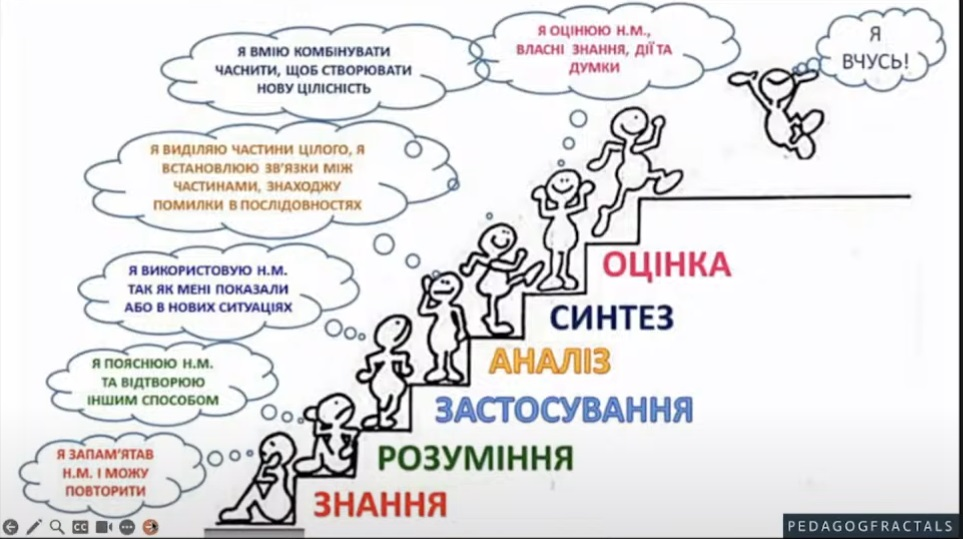 Я ВМІЮ КОМБІНУВАТИ
ЧАСНИТИ, ЩОБ СТВОРЮВАТИ
НОВУ ЦІЛІСНІСТЬ
Я ОЦІНЮЮ Н.М.,
ВЛАСНІ ЗНАННЯ, ДІЇ ТА
ДУМКИ
Я
ВЧУСЬ!
Я ВИДІЛЯЮ ЧАСТИНИ ЦІЛОГО, Я
ВСТАНОВЛЮЮ ЗВ'ЯЗКИ МІЖ
ЧАСТИНАМИ, ЗНАХОДЖУ
ПОМИЛКИ В ПОСЛІДОВНОСТЯХ
Я ВИКОРИСТОВУЮ Н.М.
ТАК ЯК МЕНІ ПОКАЗАЛИ
АБО В НОВИХ СИТУАЦІЯХ
Я ПОЯСНЮЮ Н.М.
ТА ВІДТВОРЮЮ
ІНШИМ СПОСОБОМ
Я ЗАПАМ'ЯТАВ
Н.М. І МОЖУ
ПОВТОРИТИ
ОЦІНКА
СИНТЕЗ
АНАЛІЗ
ЗАСТОСУВАННЯ
РОЗУМІННЯ
ЗНАННЯ
CC
PEDAGOGFRACTALS